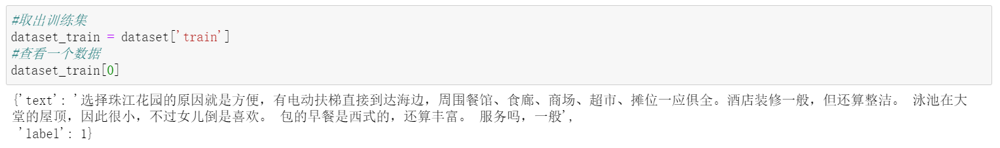 #取出训练集
dataset_train = dataset['train']
#查看一个数据
dataset_train[0]
{'text': '选择珠江花园的原因就是方便，有电动扶梯直接到达海边，周围餐馆、食廊、商场、超市、摊位一应俱全。酒店装修一般，但还算整洁。 泳池在大
堂的屋顶，因此很小，不过女儿倒是喜欢。 包的早餐是西式的，还算丰富。 服务吗，一般',
'label': 1}